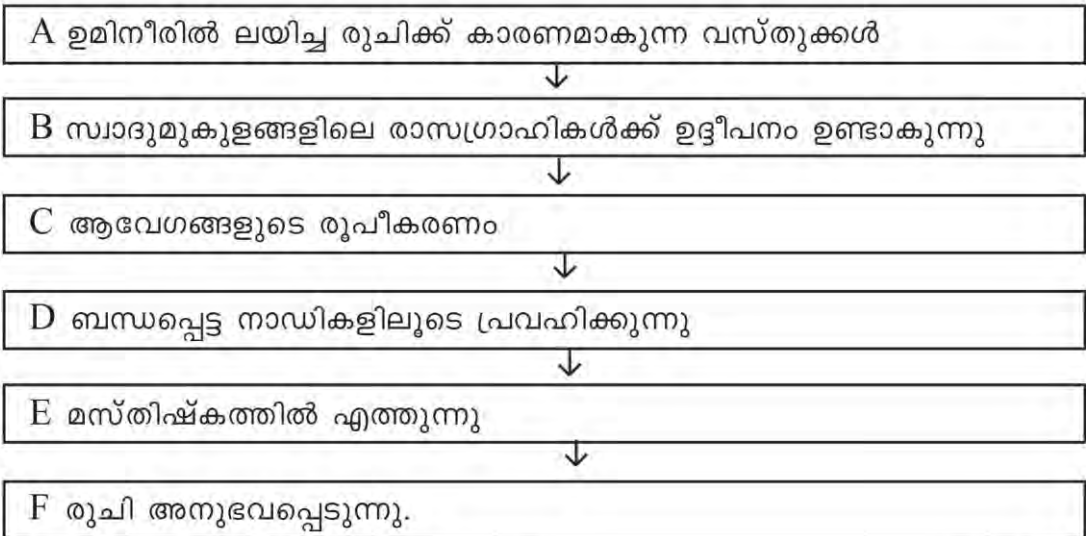 A ഉമിനീരിൽ ലയിച്ച രുചിക്ക് കാരണമാകുന്ന വസ്തുക്കൾ
B സ്വാദുമുകുളങ്ങളിലെ രാസഗ്രാഹികൾക്ക് ഉദ്ദീപനം ഉണ്ടാകുന്നു
C ആവേഗങ്ങളുടെ രൂപീകരണം
D ബന്ധപ്പെട്ട നാഡികളിലൂടെ പ്രവഹിക്കുന്നു
E മസ്തിഷ്കത്തിൽ എത്തുന്നു
F രുചി അനുഭവപ്പെടുന്നു.